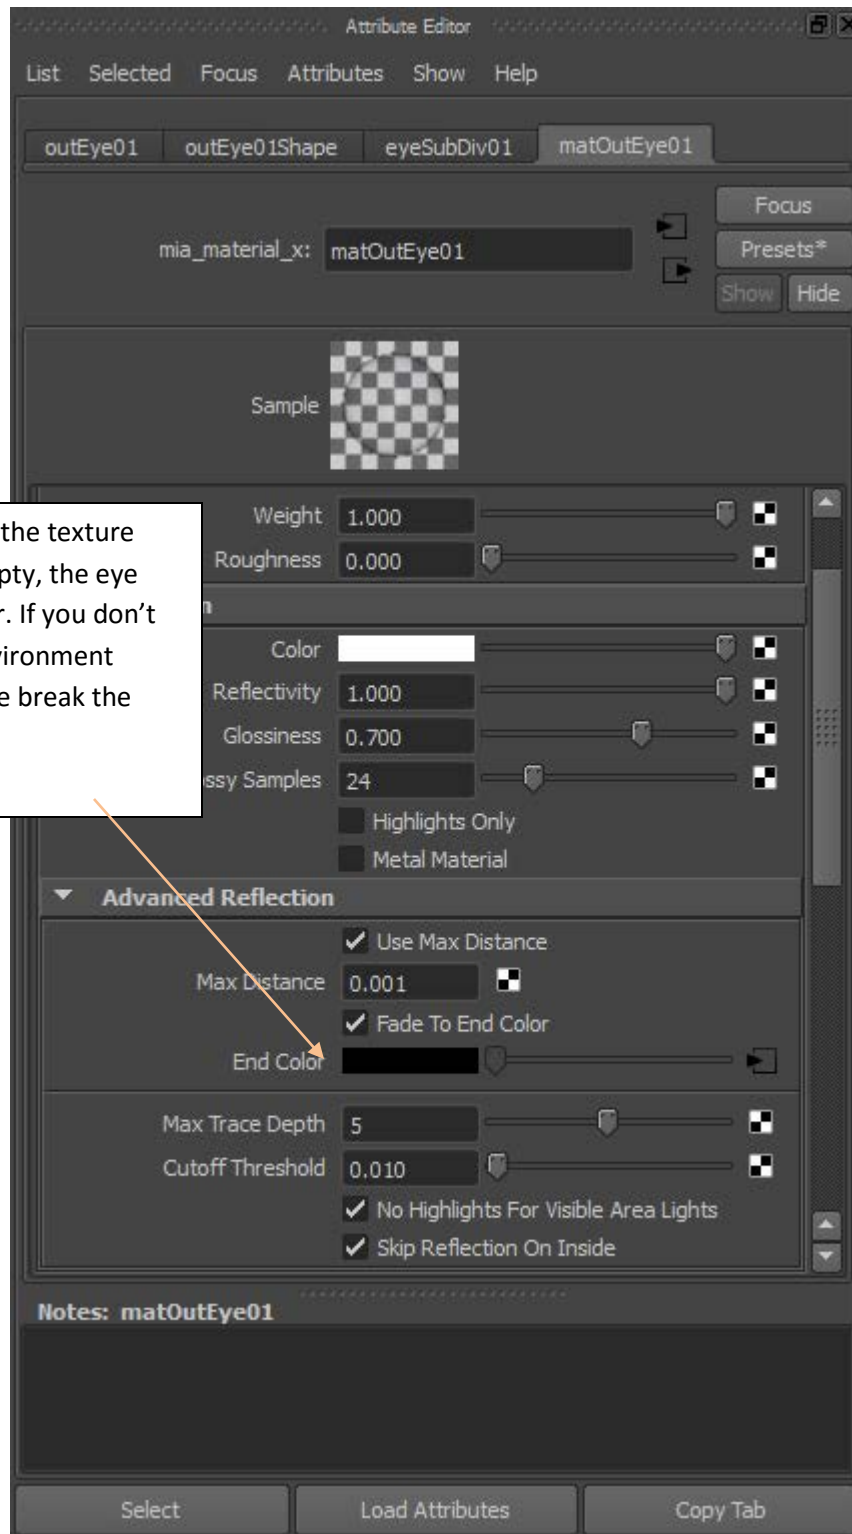 Attribute Editor
List Selected Focus Attributes Show Help
outEye01 outEye01Shape eyeSubDiv01 matOutEye01
Focus
mia_material_x: matOutEye01
Presets*
Show Hide
Sample
Weight 1.000
Roughness 0.000
Color
Reflectivity 1.000
Glossiness 0.700
ssy Samples 24
Highlights Only
Metal Material
the texture
pty, the eye
r. If you don’t
vironment
e break the
Advanced Reflection
Use Max Distance
Max Distance 0.001
Fade To End Color
End Color
Max Trace Depth 5
Cutoff Threshold 0.010
No Highlights For Visible Area Lights
Skip Reflection On Inside
Notes: matOutEye01
Select Load Attributes Copy Tab